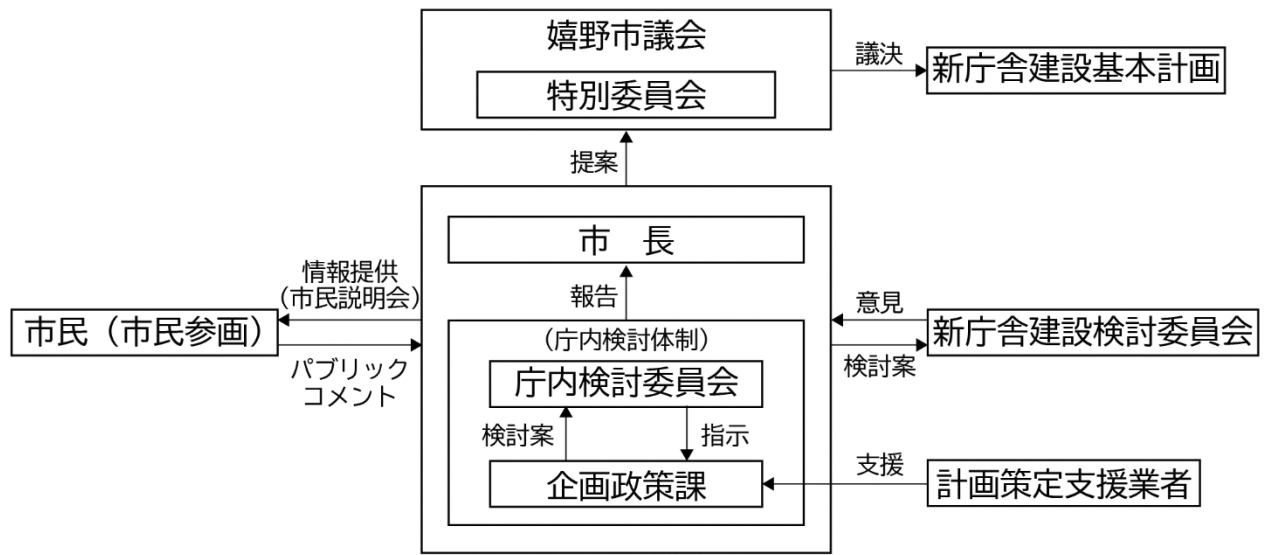 嬉野市議会
特別委員会
議決
新庁舎建設基本計画
提案
市　長
報告
情報提供
（市民説明会）
市民（市民参画）
パブリック
コメント
意見
新庁舎建設検討委員会
検討案
（庁内検討体制）
庁内検討委員会
検討案
指示
企画政策課
支援
計画策定支援業者